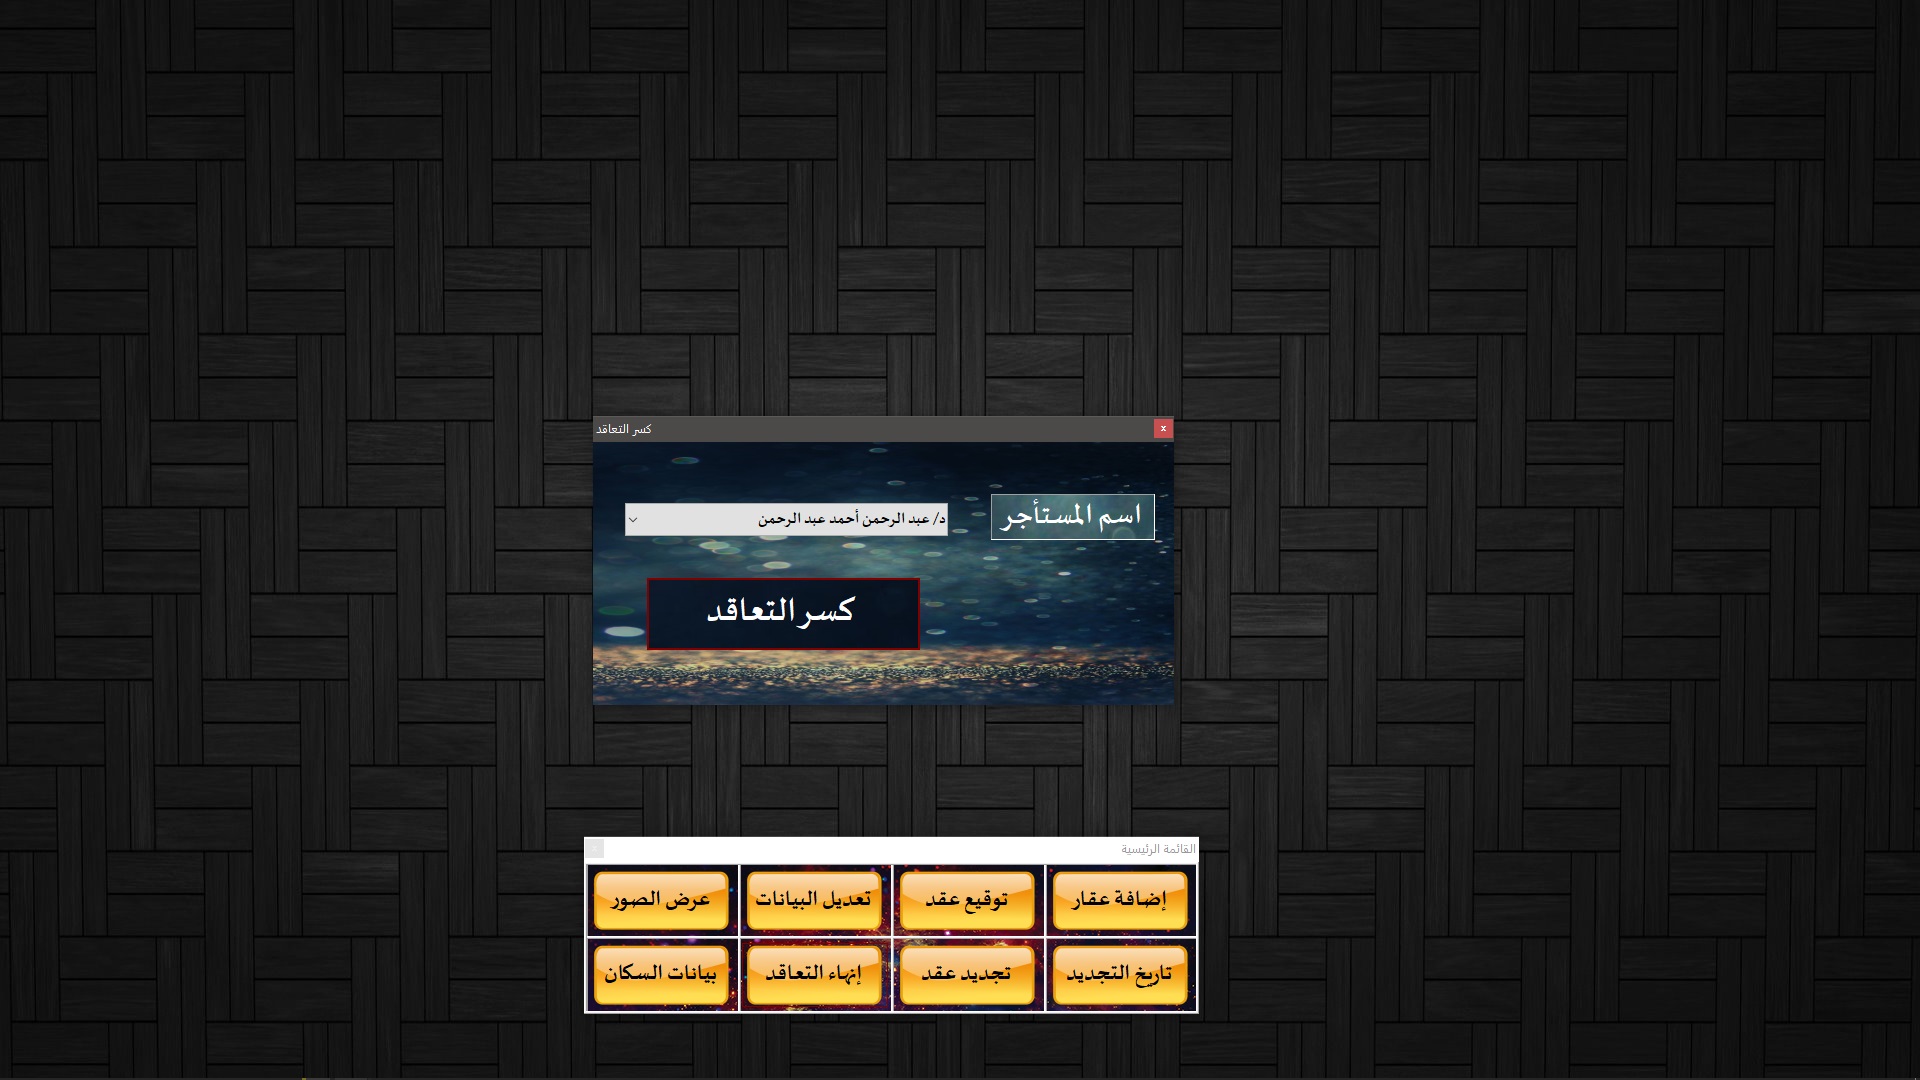 كسر التعاقد
x
اسم المستأجر
د/ عبد الرحمن أحمد عبد الرحمن
كسر التعاقد
القائمة الرئيسية
x
إضافة عقار
توقيع عقد
تعديل البيانات
عرض الصور
تاريخ التجديد
تجديد عقد
إنهاء التعاقد
بيانات السكان